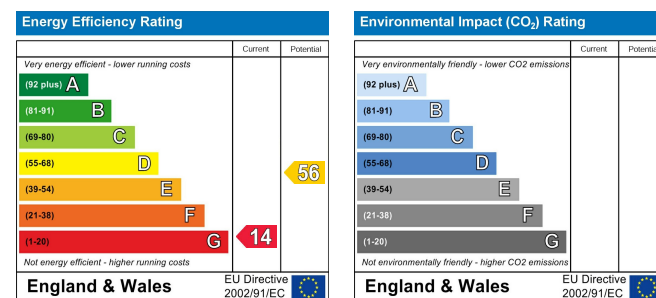 Energy Efficiency Rating
Current Potential
Very energy efficient - lower running costs
(92 plus) A
(81-91) B
(69-80) C
(55-68) D
56
(39-54) E
(21-38) F
(1-20) G
14
Not energy efficient - higher running costs
England & Wales
EU Directive
2002/91/EC
Environmental Impact (CO₂) Rating
Current Potentia
Very environmentally friendly - lower CO2 emissions
(92 plus) A
(81-91) B
(69-80) C
(55-68) D
(39-54) E
(21-38) F
(1-20) G
Not environmentally friendly - higher CO2 emissions
England & Wales
EU Directive
2002/91/EC